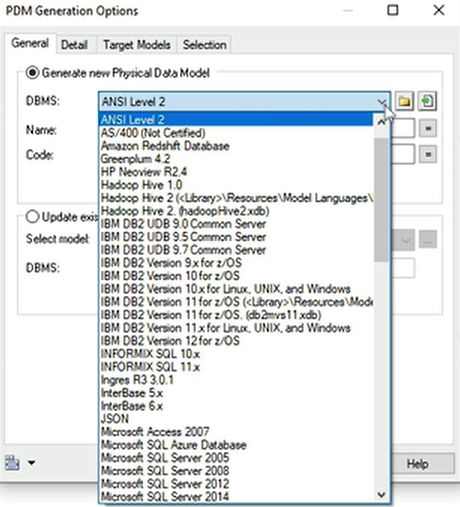 PDM Generation Options
General Detail Target Models Selection
Generate new Physical Data Model
DBMS: ANSI Level 2
Name: =
Code: =
ANSI Level 2
AS/400 (Not Certified)
Amazon Redshift Database
Greenplum 4.2
HP Neoview R2.4
Hadoop Hive 1.0
Hadoop Hive 2 (<Library>\Resources\Model Languages\
Hadoop Hive 2. (hadoopHive2.xdb)
IBM DB2 UDB 9.0 Common Server
IBM DB2 UDB 9.5 Common Server
IBM DB2 UDB 9.7 Common Server
IBM DB2 Version 9.x for z/OS
IBM DB2 Version 10 for z/OS
IBM DB2 Version 10.x for Linux, UNIX, and Windows
IBM DB2 Version 11 for z/OS (<Library>\Resources\Mode
IBM DB2 Version 11 for z/OS. (db2mvs11.xdb)
IBM DB2 Version 11.x for Linux, UNIX, and Windows
IBM DB2 Version 12 for z/OS
INFORMIX SQL 10.x
INFORMIX SQL 11.x
Ingres R3 3.0.1
InterBase 5.x
InterBase 6.x
JSON
Microsoft Access 2007
Microsoft SQL Azure Database
Microsoft SQL Server 2005
Microsoft SQL Server 2008
Microsoft SQL Server 2012
Microsoft SQL Server 2014
Update exis
Select model: ...
DBMS:
Help